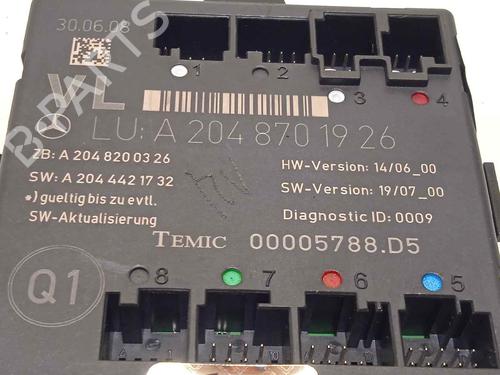 30.06.08
1 2 3 4
VL
LU: A 204 870 19 26
ZB: A 204 820 03 26
HW-Version: 14/06_00
SW: A 204 442 17 32
SW-Version: 19/07_00
*) gueltig bis zu evtl.
SW-Aktualisierung
Diagnostic ID: 0009
TEMIC 00005788.D5
Q1
8 7 6 5
B-PARTS